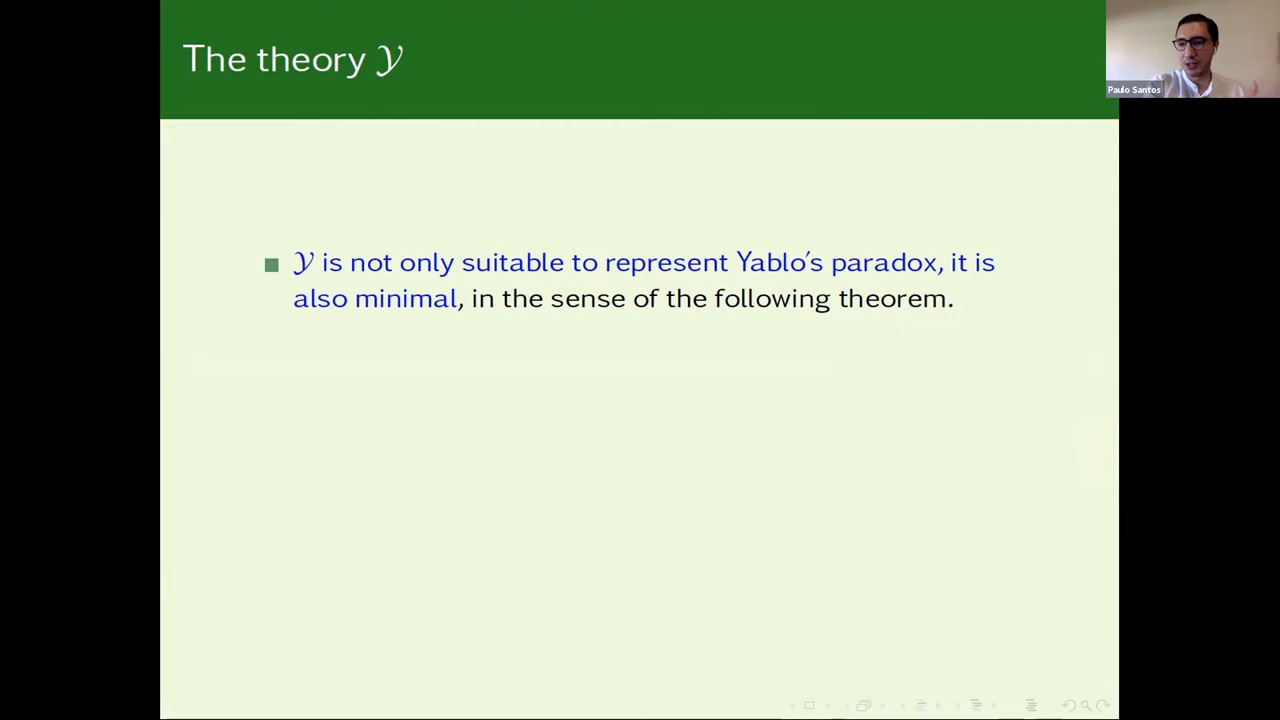 The theory 𝒴
Paulo Santos
𝒴 is not only suitable to represent Yablo's paradox, it is
also minimal, in the sense of the following theorem.